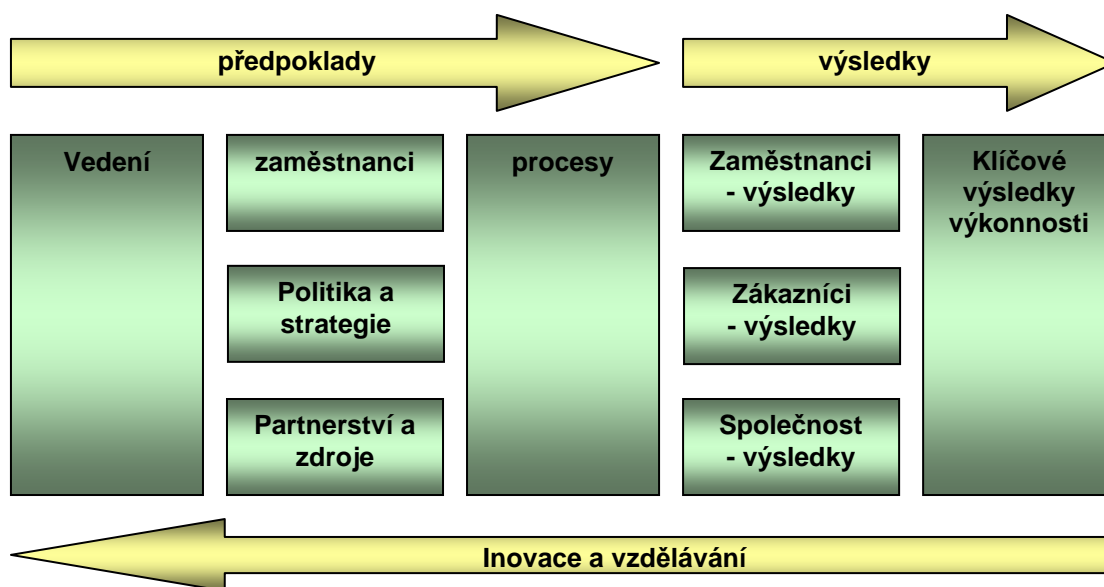 předpoklady
výsledky
Vedení
zaměstnanci
Politika a
strategie
Partnerství a
zdroje
procesy
Zaměstnanci
- výsledky
Zákazníci
- výsledky
Společnost
- výsledky
Klíčové
výsledky
výkonnosti
Inovace a vzdělávání